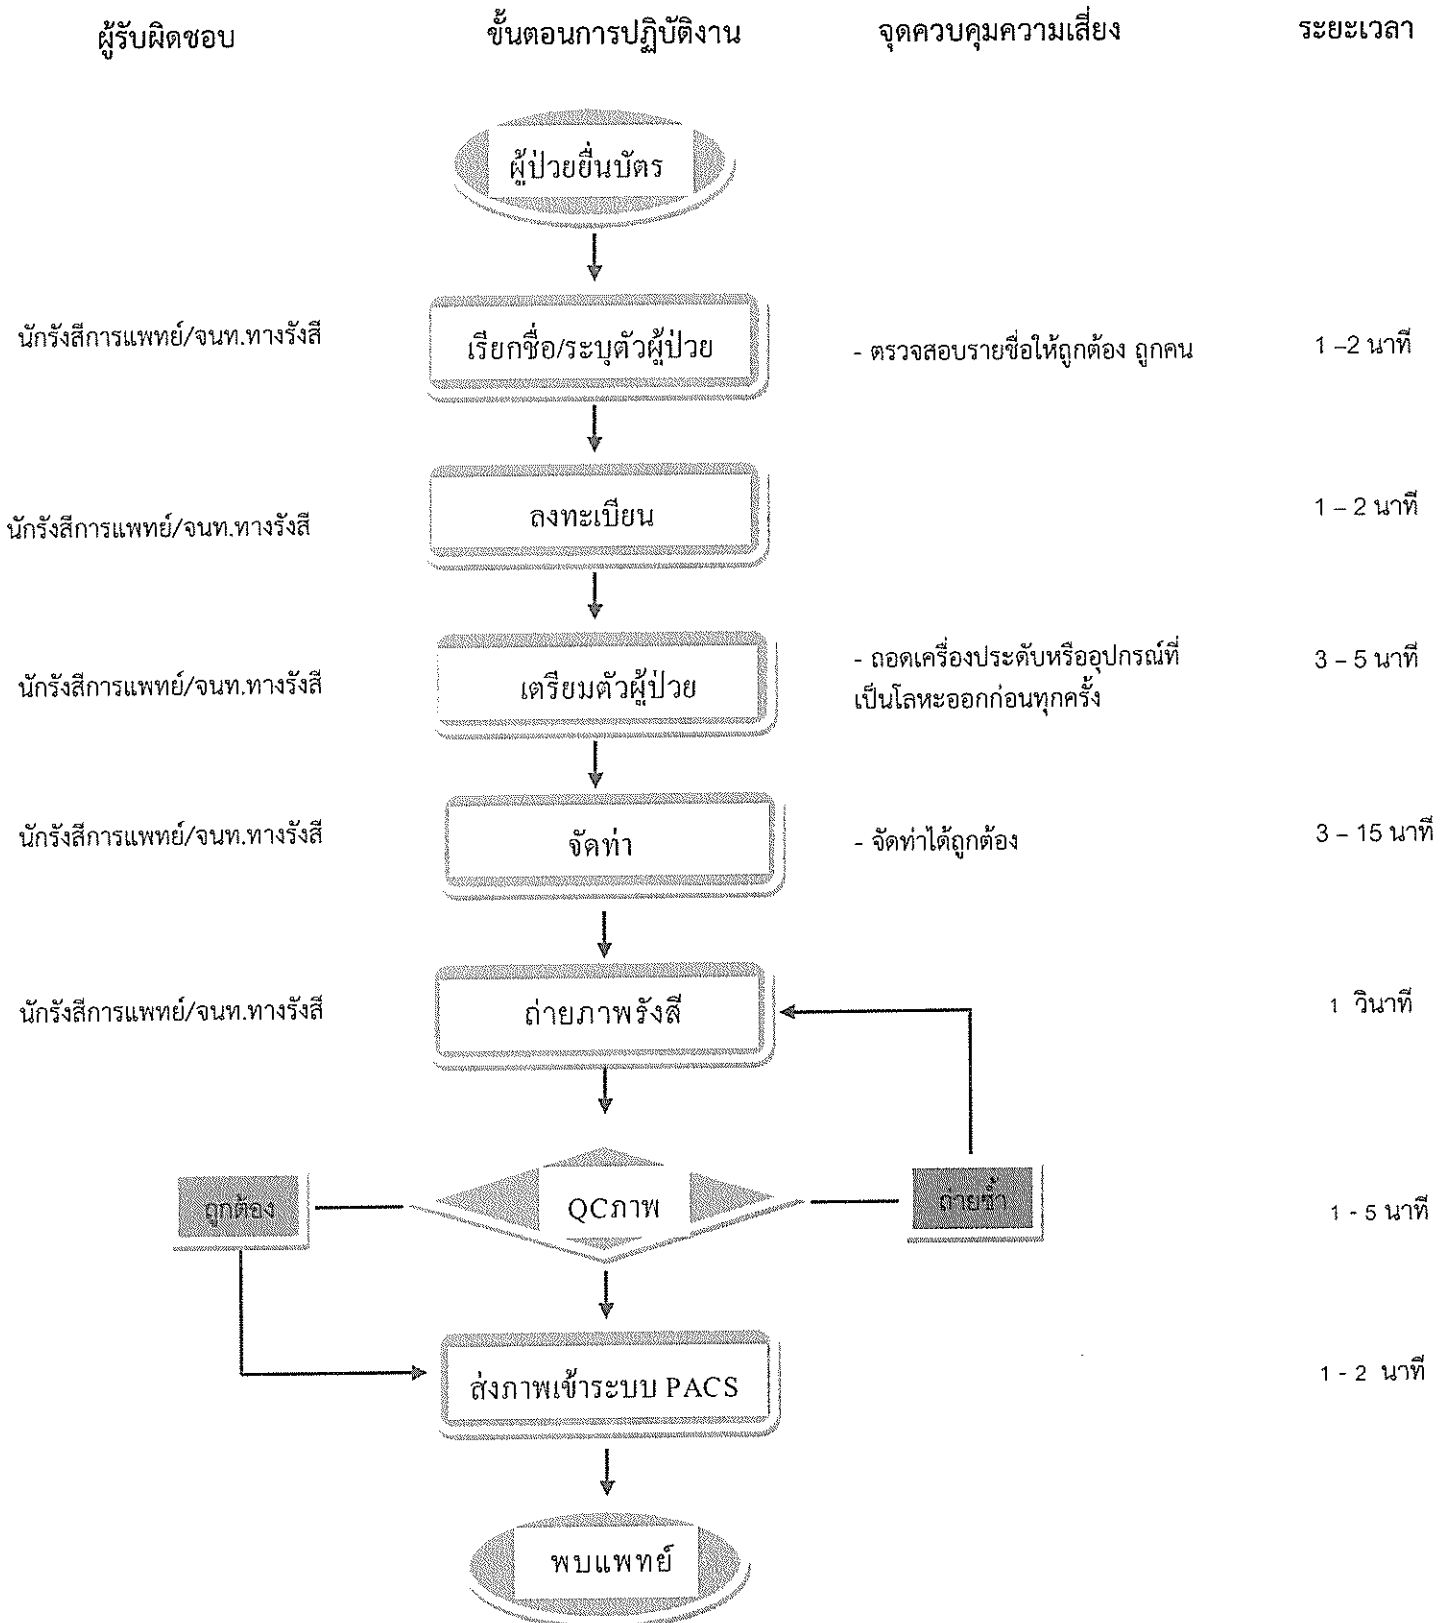 ผู้รับผิดชอบ ขั้นตอนการปฏิบัติงาน จุดควบคุมความเสี่ยง ระยะเวลา
ผู้ป่วยยื่นบัตร
นักรังสีการแพทย์/จนท.ทางรังสี เรียกชื่อ/ระบุตัวผู้ป่วย - ตรวจสอบรายชื่อให้ถูกต้อง ถูกคน 1 –2 นาที
นักรังสีการแพทย์/จนท.ทางรังสี ลงทะเบียน 1 – 2 นาที
นักรังสีการแพทย์/จนท.ทางรังสี เตรียมตัวผู้ป่วย - ถอดเครื่องประดับหรืออุปกรณ์ที่ 3 – 5 นาที
เป็นโลหะออกก่อนทุกครั้ง
นักรังสีการแพทย์/จนท.ทางรังสี จัดท่า - จัดท่าได้ถูกต้อง 3 – 15 นาที
นักรังสีการแพทย์/จนท.ทางรังสี ถ่ายภาพรังสี 1 วินาที
ถูกต้อง QCภาพ ถ่ายซ้ำ 1 - 5 นาที
ส่งภาพเข้าระบบ PACS 1 - 2 นาที
พบแพทย์